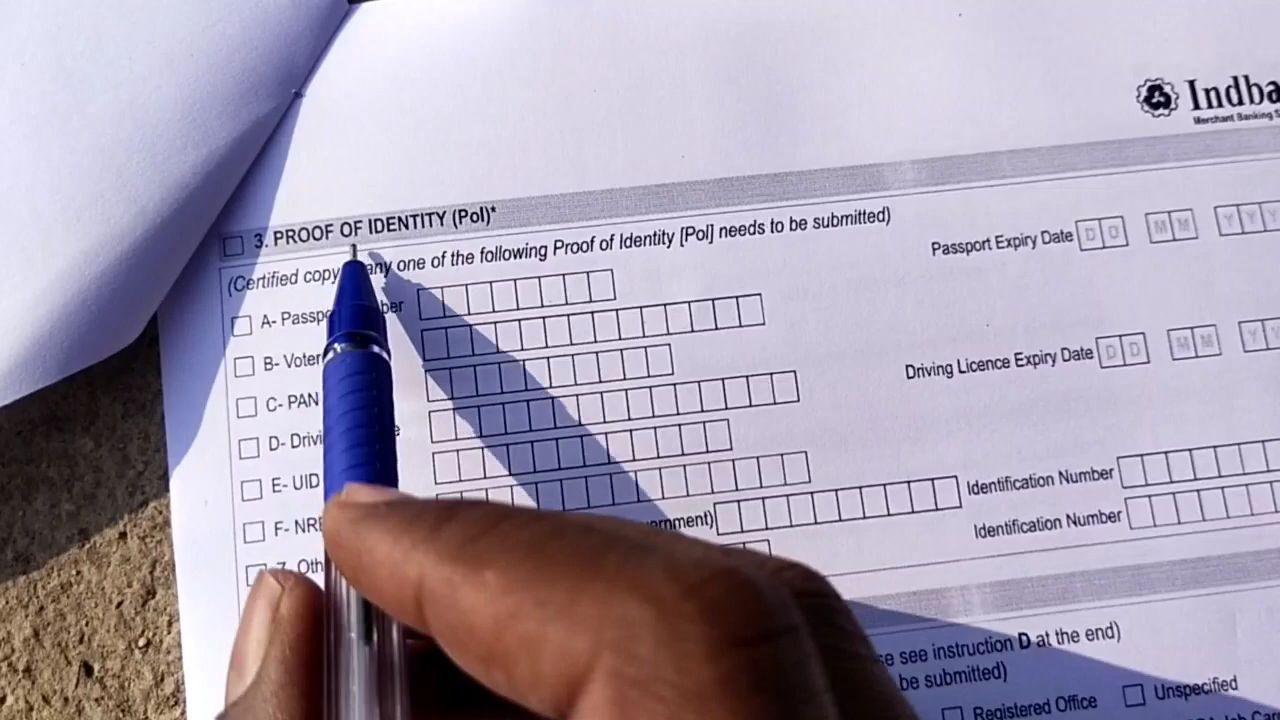 Indba
Merchant Banking S
3. PROOF OF IDENTITY (PoI)*
(Certified copy any one of the following Proof of Identity [PoI] needs to be submitted)
A- Passpo ber
Passport Expiry Date D D M M Y Y Y
B- Voter
C- PAN
D- Drivi e
Driving Licence Expiry Date D D M M Y Y
E- UID
F- NRE
ernment) Identification Number
Z- Oth
Identification Number
e see instruction D at the end)
be submitted)
Registered Office
Unspecified